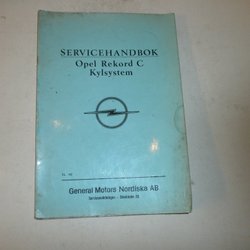 SERVICEHANDBOK
Opel Rekord C
Kylsystem
General Motors Nordiska AB